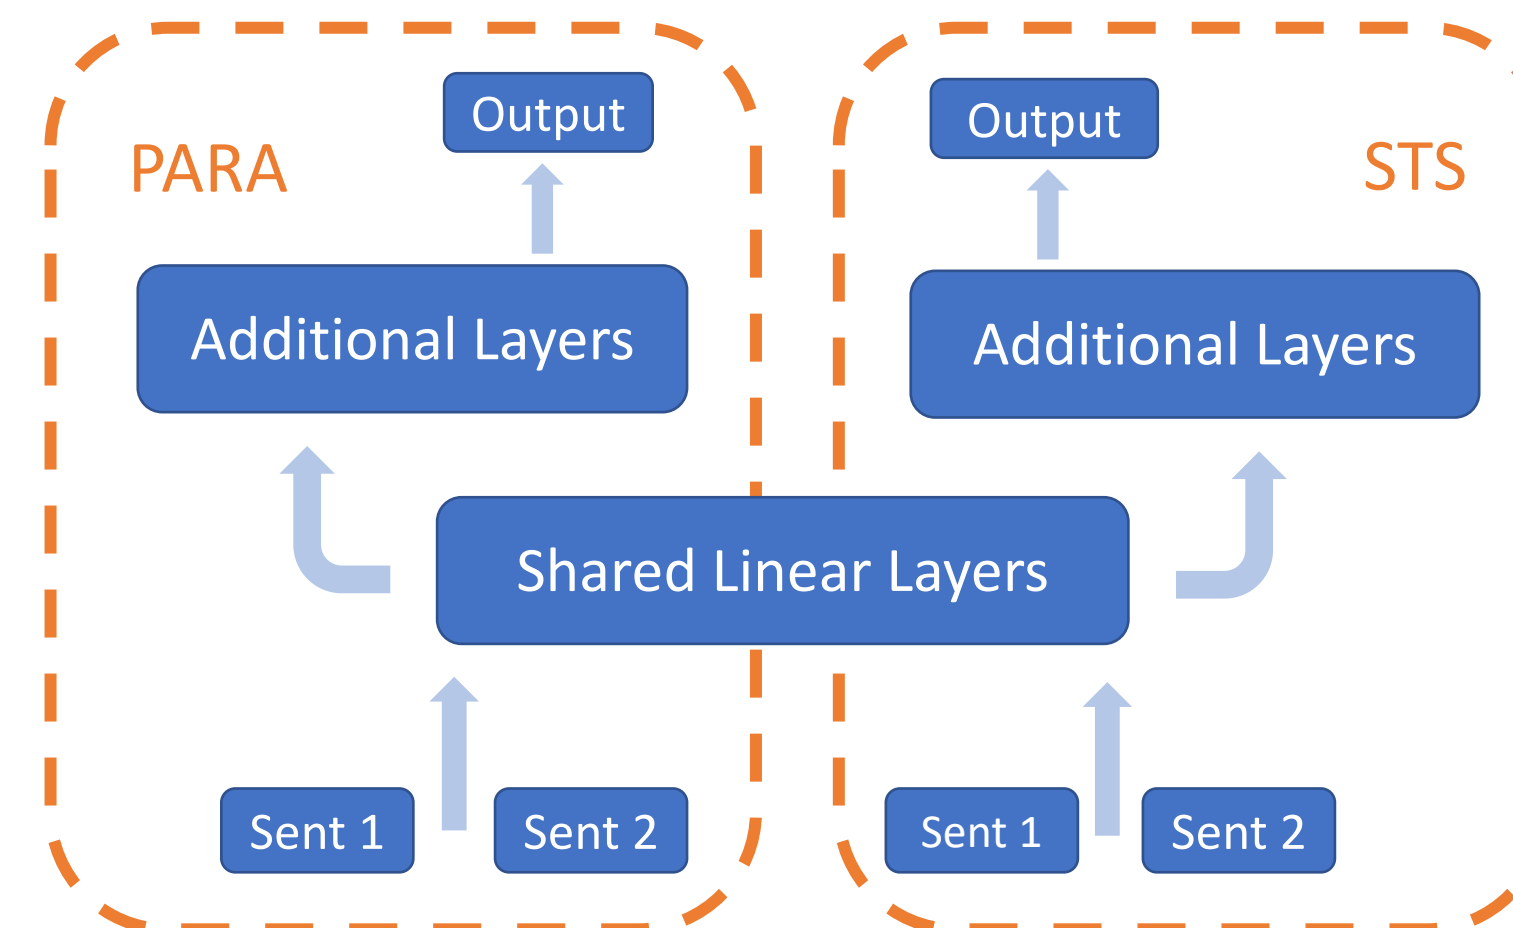 Output
PARA
Additional Layers
Output
STS
Additional Layers
Shared Linear Layers
Sent 1
Sent 2
Sent 1
Sent 2